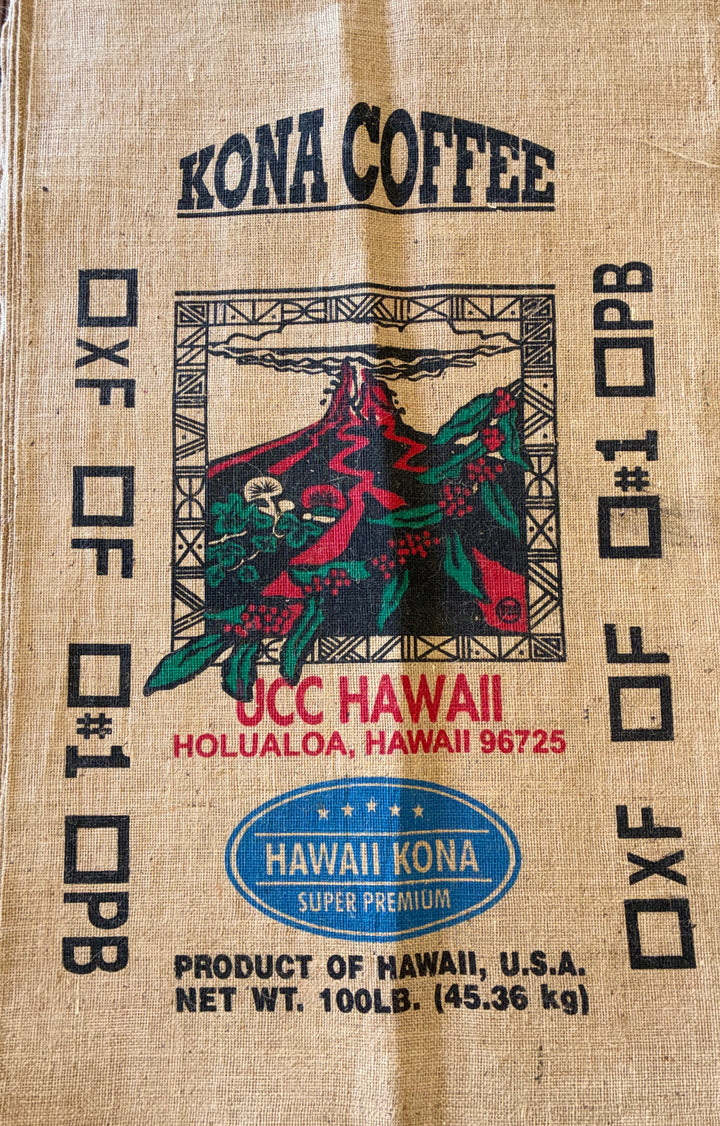 KONA COFFEE
☐ XF ☐ F ☐ #1 ☐ PB
☐ XF ☐ F ☐ #1 ☐ PB
UCC HAWAII
HOLUALOA, HAWAII 96725
★★★★★
HAWAII KONA
SUPER PREMIUM
PRODUCT OF HAWAII, U.S.A.
NET WT. 100LB. (45.36 kg)